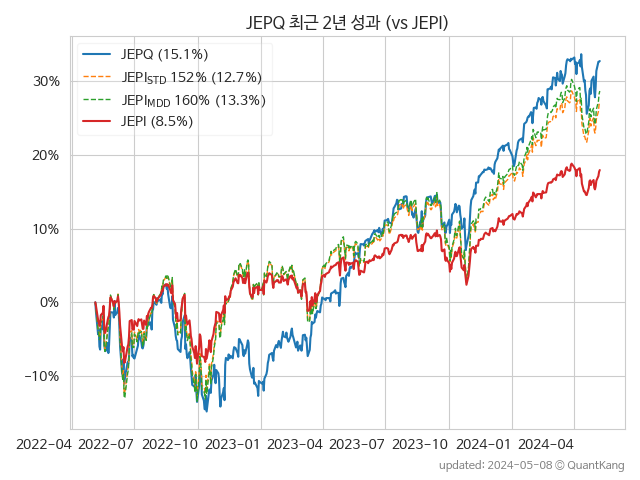 JEPQ 최근 2년 성과 (vs JEPI)
JEPQ (15.1%)
JEPI_STD 152% (12.7%)
JEPI_MDD 160% (13.3%)
JEPI (8.5%)
30%
20%
10%
0%
−10%
2022−04 2022−07 2022−10 2023−01 2023−04 2023−07 2023−10 2024−01 2024−04
updated: 2024-05-08 © QuantKang